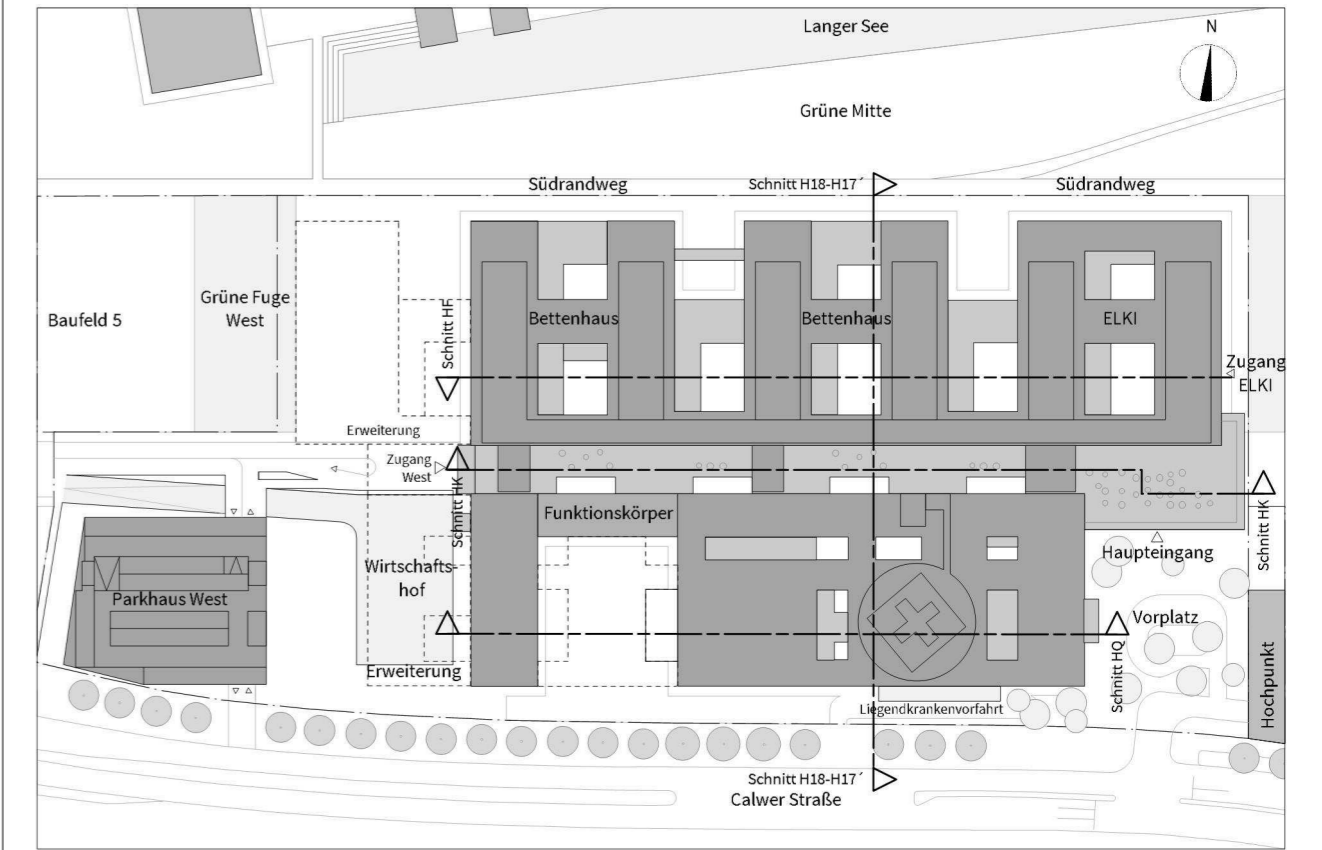 Langer See
N
Grüne Mitte
Südrandweg
Schnitt H18-H17´
Südrandweg
Grüne Fuge
West
Baufeld 5
Schnitt HF
Bettenhaus
Bettenhaus
ELKI
Zugang
ELKI
Erweiterung
Zugang
West
Schnitt HK
Funktionskörper
Schnitt HK
Haupteingang
Wirtschafts-
hof
Parkhaus West
Vorplatz
Erweiterung
Schnitt HQ
Hochpunkt
Liegendkrankenvorfahrt
Schnitt H18-H17´
Calwer Straße